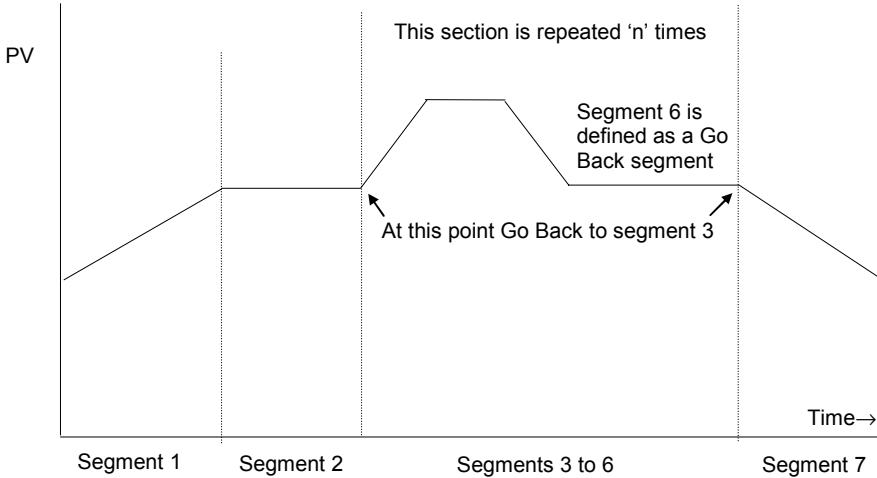 This section is repeated ‘n’ times
PV
Segment 6 is
defined as a Go
Back segment
At this point Go Back to segment 3
Time→
Segment 1
Segment 2
Segments 3 to 6
Segment 7